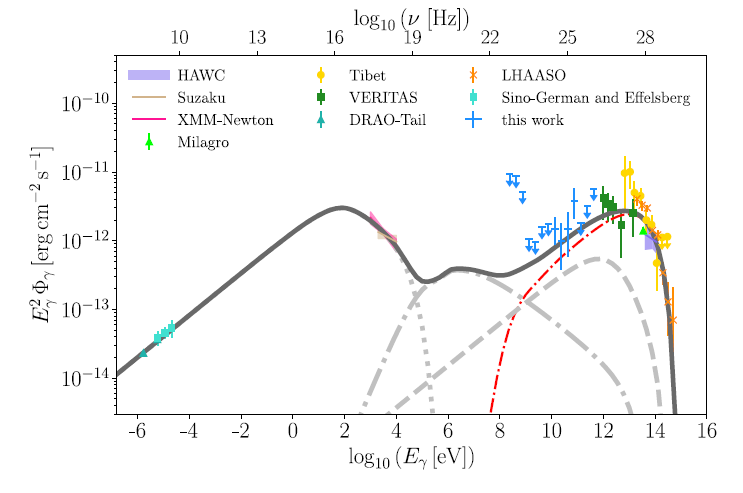 log₁₀ (ν [Hz])
10 13 16 19 22 25 28
HAWC Tibet LHAASO
Suzaku VERITAS Sino-German and Effelsberg
XMM-Newton DRAO-Tail this work
Milagro
10⁻¹⁰
10⁻¹¹
10⁻¹²
10⁻¹³
10⁻¹⁴
E²γ Φγ [erg cm⁻² s⁻¹]
-6 -4 -2 0 2 4 6 8 10 12 14 16
log₁₀ (Eγ [eV])